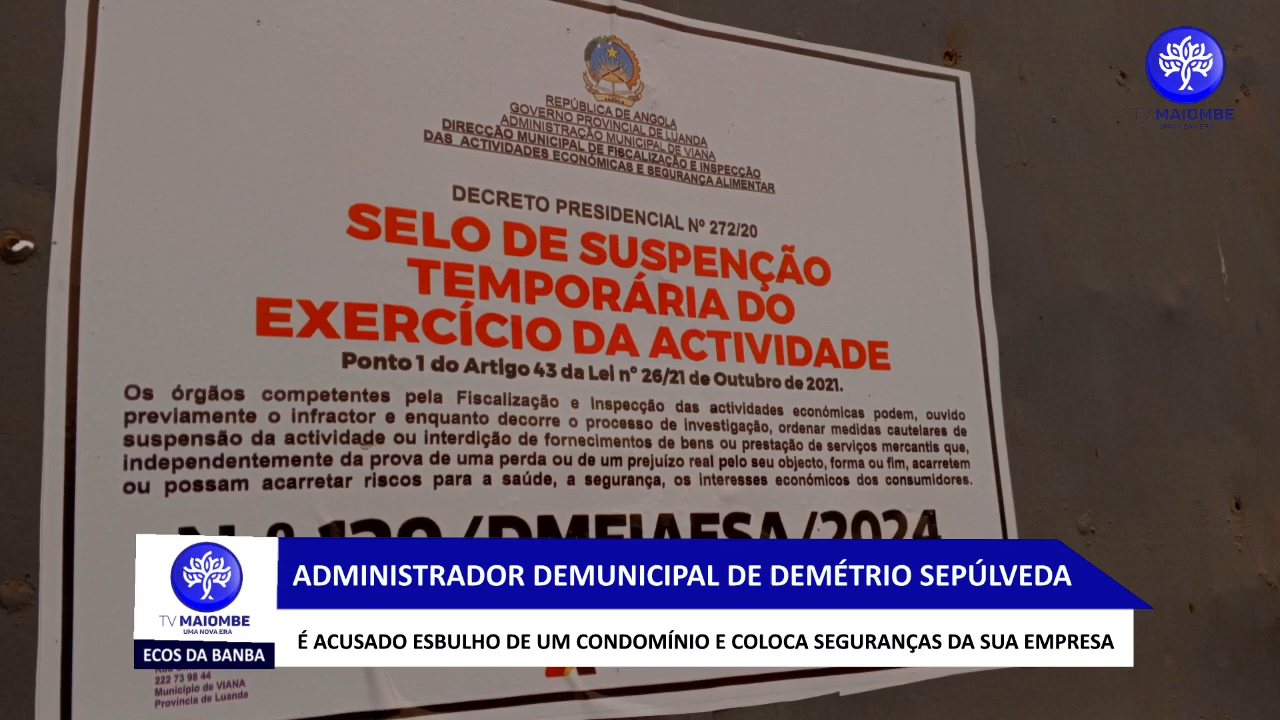 TV MAIOMBE
UMA NOVA ERA
REPÚBLICA DE ANGOLA
GOVERNO PROVINCIAL DE LUANDA
ADMINISTRAÇÃO MUNICIPAL DE VIANA
DIRECÇÃO MUNICIPAL DE FISCALIZAÇÃO E INSPECÇÃO
DAS ACTIVIDADES ECONÓMICAS E SEGURANÇA ALIMENTAR
DECRETO PRESIDENCIAL Nº 272/20
SELO DE SUSPENÇÃO
TEMPORÁRIA DO
EXERCÍCIO DA ACTIVIDADE
Ponto 1 do Artigo 43 da Lei nº 26/21 de Outubro de 2021.
Os órgãos competentes pela Fiscalização e Inspecção das actividades económicas podem, ouvido
previamente o infractor e enquanto decorre o processo de Investigação, ordenar medidas cautelares de
suspensão da actividade ou interdição de fornecimentos de bens ou prestação de serviços mercantis que,
independentemente da prova de uma perda ou de um prejuízo real pelo seu objecto, forma ou fim, acarretem
ou possam acarretar riscos para a saúde, a segurança, os interesses económicos dos consumidores.
N.º 120/DMFIAESA/2024
ADMINISTRADOR DEMUNICIPAL DE DEMÉTRIO SEPÚLVEDA
TV MAIOMBE
UMA NOVA ERA
É ACUSADO ESBULHO DE UM CONDOMÍNIO E COLOCA SEGURANÇAS DA SUA EMPRESA
ECOS DA BANBA
222 73 98 44
Município de VIANA
Província de Luanda